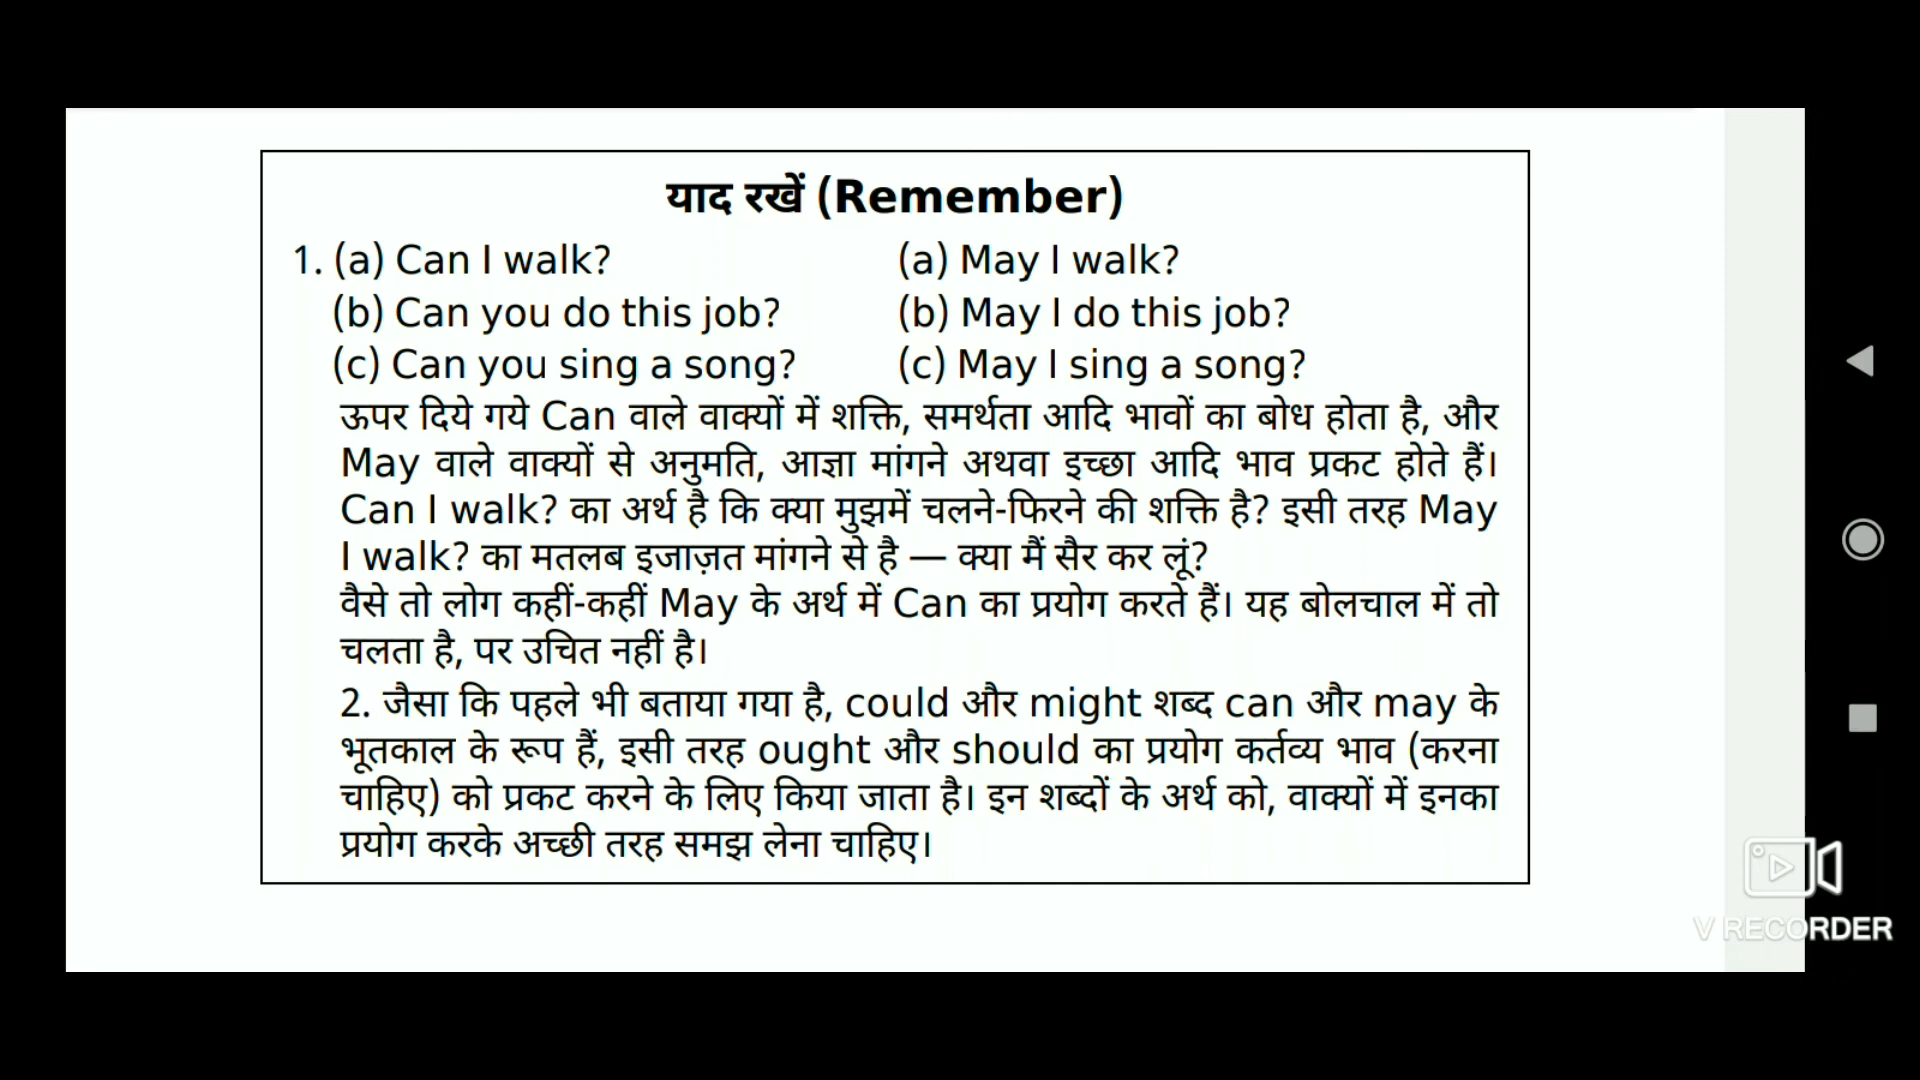 याद रखें (Remember)
1. (a) Can I walk? (a) May I walk?
(b) Can you do this job? (b) May I do this job?
(c) Can you sing a song? (c) May I sing a song?
ऊपर दिये गये Can वाले वाक्यों में शक्ति, समर्थता आदि भावों का बोध होता है, और
May वाले वाक्यों से अनुमति, आज्ञा मांगने अथवा इच्छा आदि भाव प्रकट होते हैं।
Can I walk? का अर्थ है कि क्या मुझमें चलने-फिरने की शक्ति है? इसी तरह May
I walk? का मतलब इजाज़त मांगने से है — क्या मैं सैर कर लूं?
वैसे तो लोग कहीं-कहीं May के अर्थ में Can का प्रयोग करते हैं। यह बोलचाल में तो
चलता है, पर उचित नहीं है।
2. जैसा कि पहले भी बताया गया है, could और might शब्द can और may के
भूतकाल के रूप हैं, इसी तरह ought और should का प्रयोग कर्तव्य भाव (करना
चाहिए) को प्रकट करने के लिए किया जाता है। इन शब्दों के अर्थ को, वाक्यों में इनका
प्रयोग करके अच्छी तरह समझ लेना चाहिए।
V RECORDER